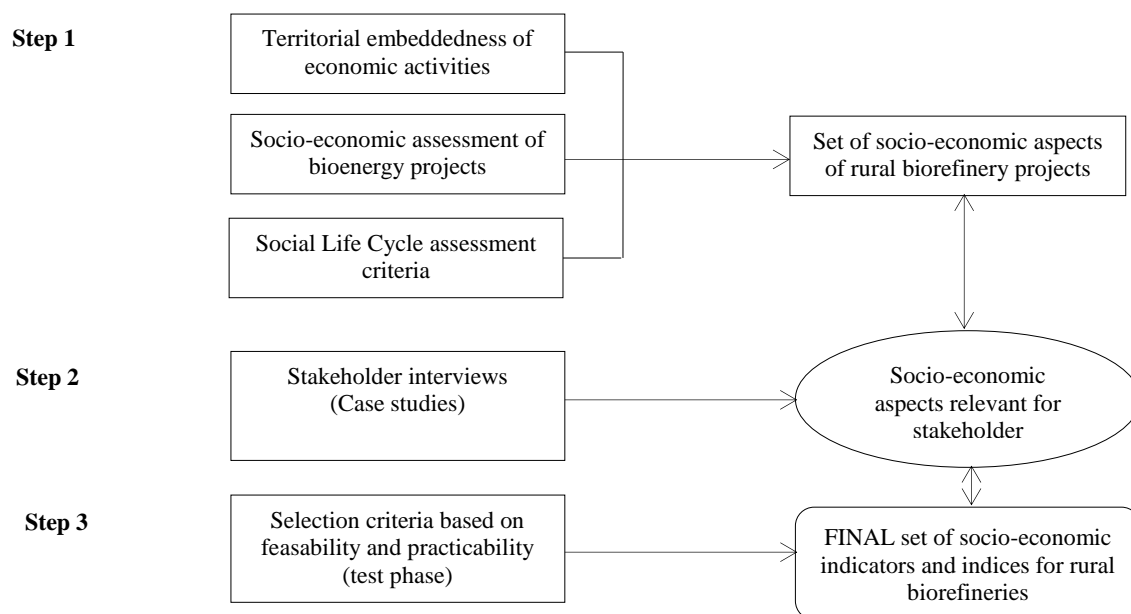 Step 1
Territorial embeddedness of
economic activities
Socio-economic assessment of
bioenergy projects
Social Life Cycle assessment
criteria
Set of socio-economic aspects
of rural biorefinery projects
Step 2
Stakeholder interviews
(Case studies)
Socio-economic
aspects relevant for
stakeholder
Step 3
Selection criteria based on
feasability and practicability
(test phase)
FINAL set of socio-economic
indicators and indices for rural
biorefineries